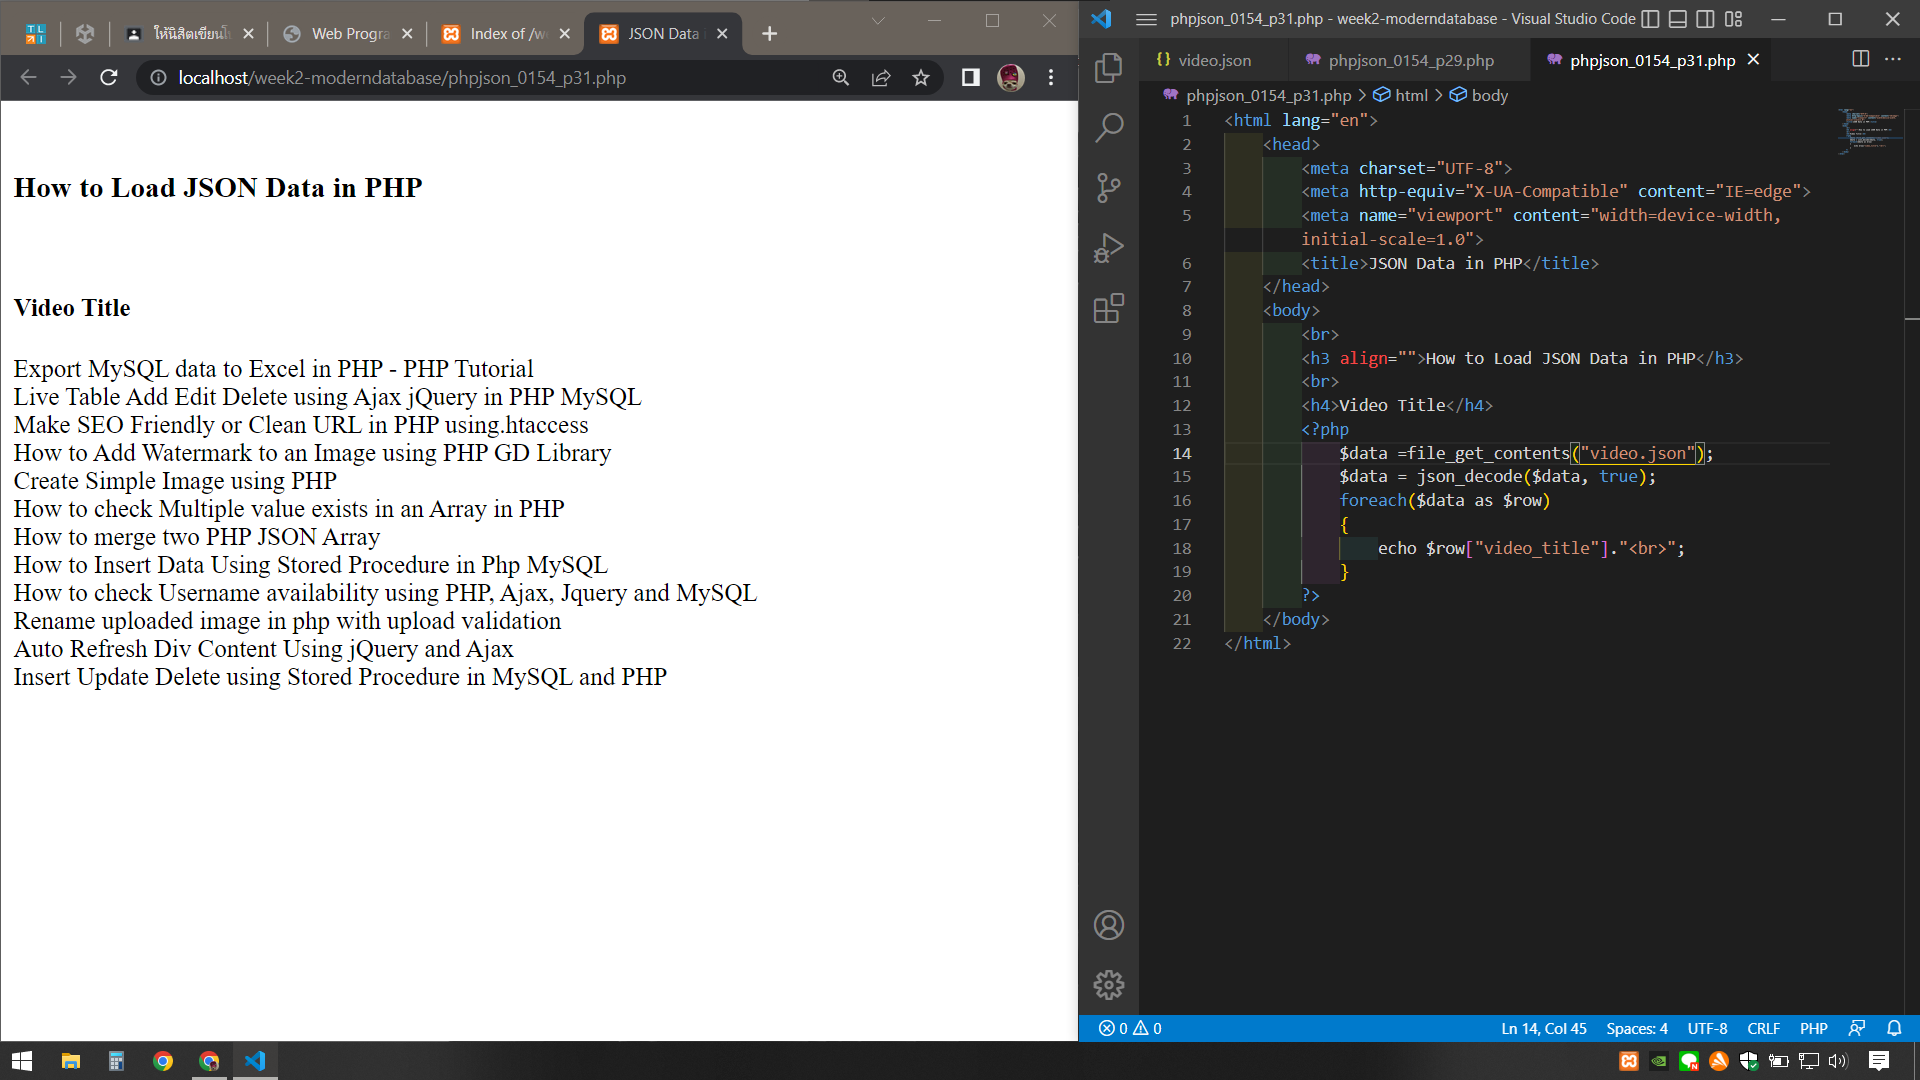 ให้นิสิตเขียนโ
Web Progra
Index of /w
JSON Data
localhost/week2-moderndatabase/phpjson_0154_p31.php
How to Load JSON Data in PHP
Video Title
Export MySQL data to Excel in PHP - PHP Tutorial
Live Table Add Edit Delete using Ajax jQuery in PHP MySQL
Make SEO Friendly or Clean URL in PHP using.htaccess
How to Add Watermark to an Image using PHP GD Library
Create Simple Image using PHP
How to check Multiple value exists in an Array in PHP
How to merge two PHP JSON Array
How to Insert Data Using Stored Procedure in Php MySQL
How to check Username availability using PHP, Ajax, Jquery and MySQL
Rename uploaded image in php with upload validation
Auto Refresh Div Content Using jQuery and Ajax
Insert Update Delete using Stored Procedure in MySQL and PHP
phpjson_0154_p31.php - week2-moderndatabase - Visual Studio Code
{} video.json
phpjson_0154_p29.php
phpjson_0154_p31.php
phpjson_0154_p31.php > html > body
1 <html lang="en">
2 <head>
3 <meta charset="UTF-8">
4 <meta http-equiv="X-UA-Compatible" content="IE=edge">
5 <meta name="viewport" content="width=device-width,
initial-scale=1.0">
6 <title>JSON Data in PHP</title>
7 </head>
8 <body>
9 <br>
10 <h3 align="">How to Load JSON Data in PHP</h3>
11 <br>
12 <h4>Video Title</h4>
13 <?php
14 $data =file_get_contents("video.json");
15 $data = json_decode($data, true);
16 foreach($data as $row)
17 {
18 echo $row["video_title"]."<br>";
19 }
20 ?>
21 </body>
22 </html>
0 0
Ln 14, Col 45
Spaces: 4
UTF-8
CRLF
PHP